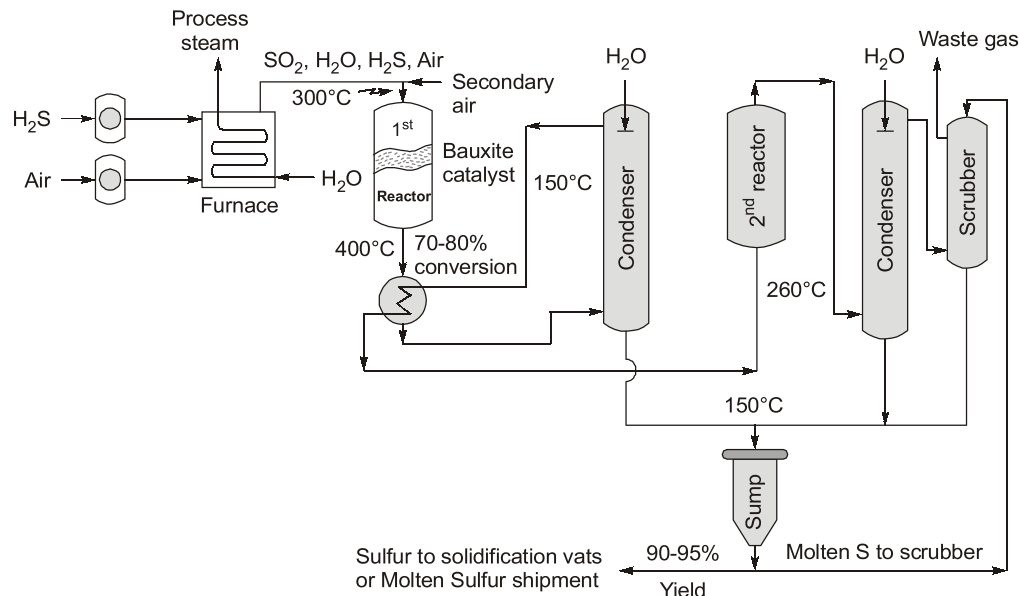 Process
steam
SO₂, H₂O, H₂S, Air
Secondary
air
300°C
H₂S
Air
H₂O
Furnace
1st
Bauxite
catalyst
Reactor
400°C
70-80%
conversion
H₂O
150°C
Condenser
2nd reactor
260°C
H₂O
Condenser
Waste gas
Scrubber
150°C
Sump
Sulfur to solidification vats
or Molten Sulfur shipment
90-95%
Yield
Molten S to scrubber